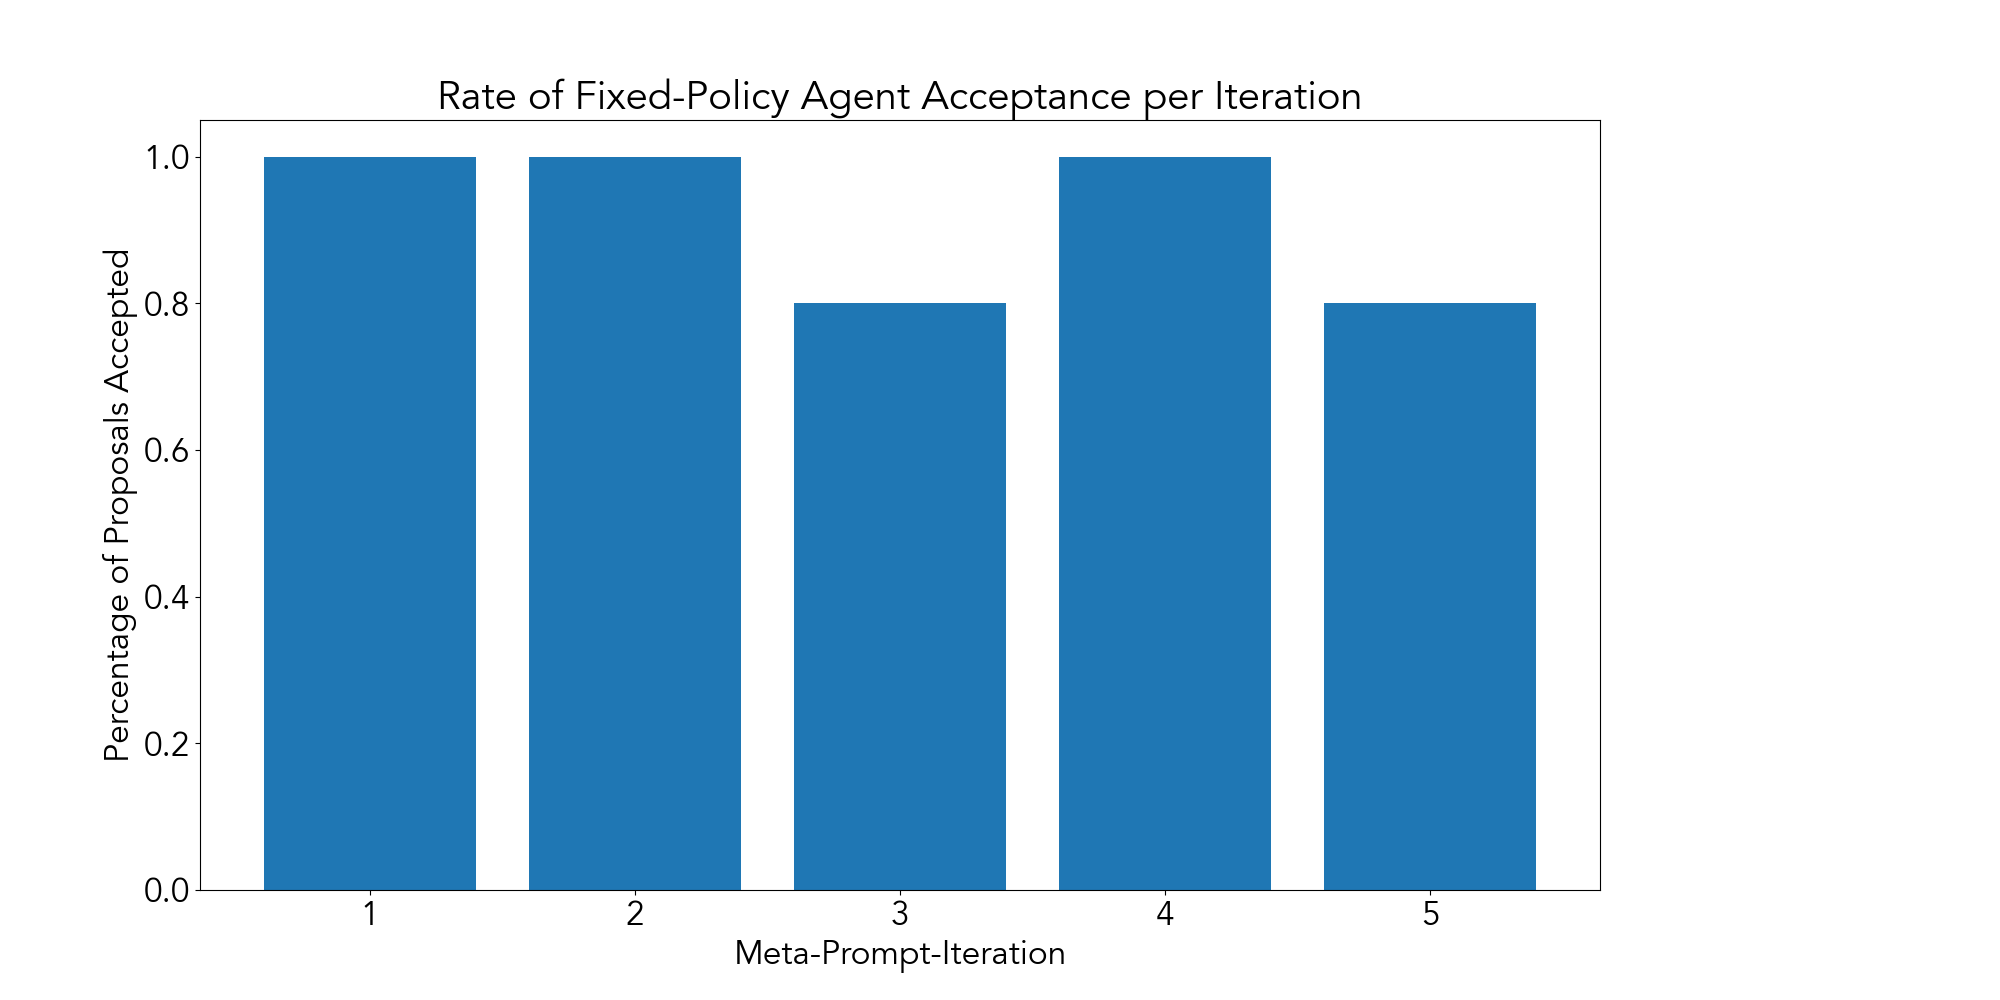 Rate of Fixed-Policy Agent Acceptance per Iteration
Percentage of Proposals Accepted
1.0
0.8
0.6
0.4
0.2
0.0
1 2 3 4 5
Meta-Prompt-Iteration